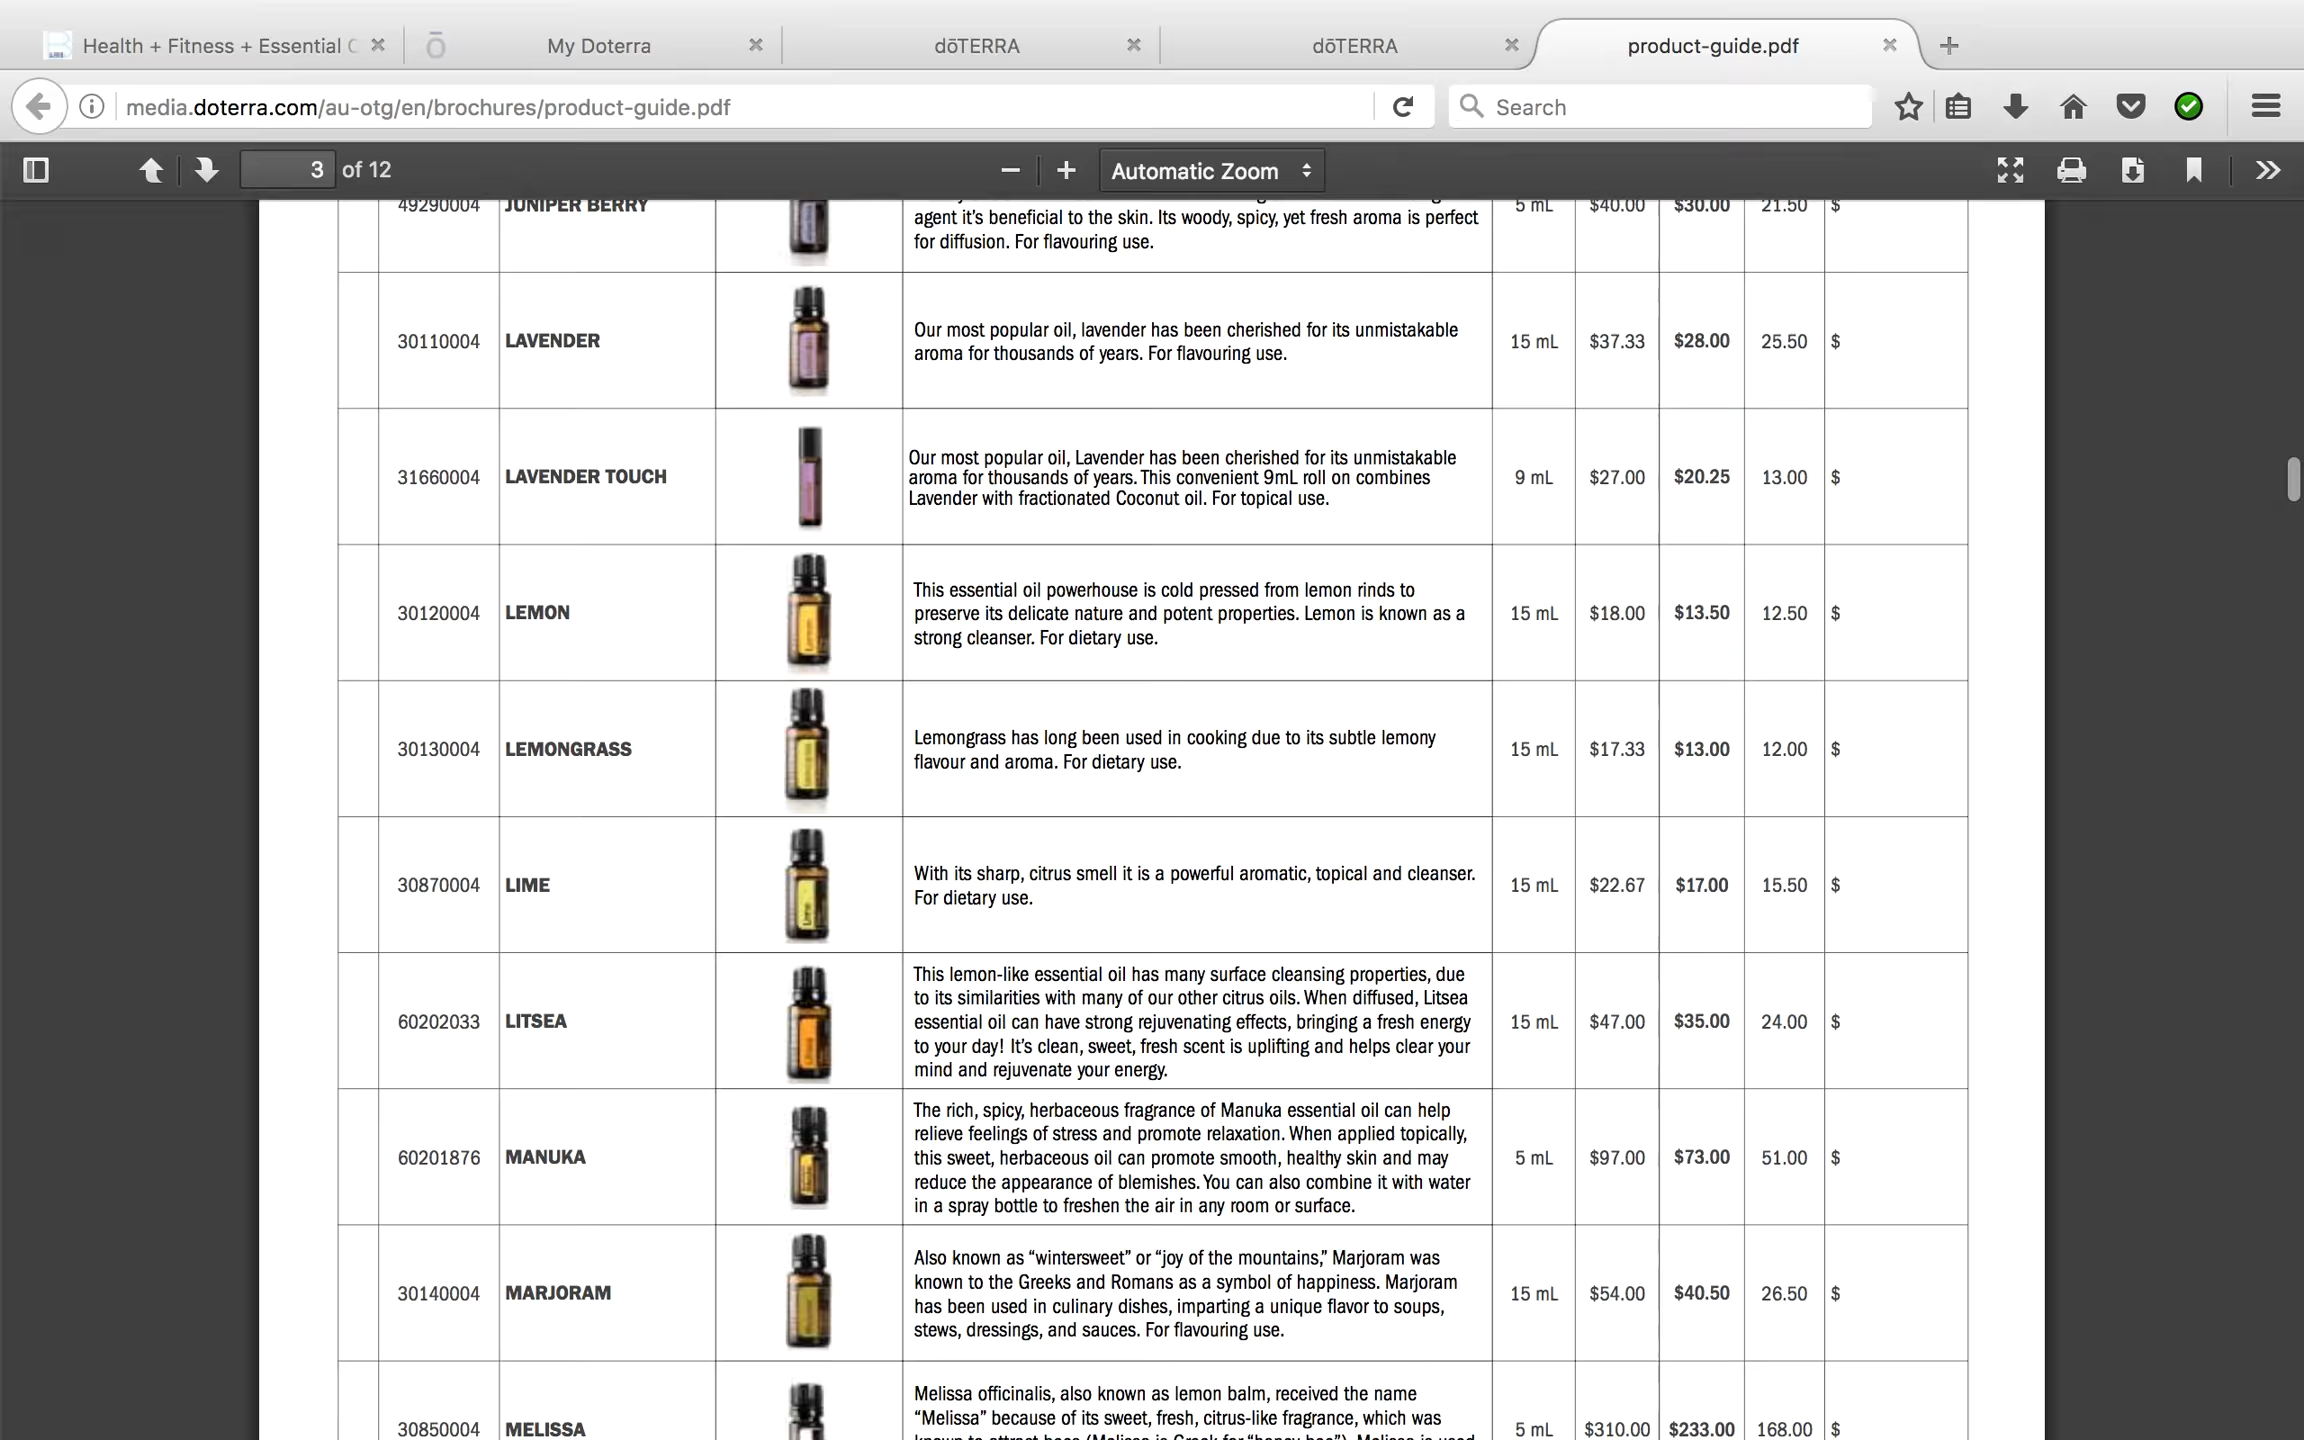 Health + Fitness + Essential
My Doterra
dōTERRA
dōTERRA
product-guide.pdf
media.doterra.com/au-otg/en/brochures/product-guide.pdf
Search
3 of 12
Automatic Zoom
49290004 JUNIPER BERRY 5 mL $40.00 $30.00 21.50 $
agent it's beneficial to the skin. Its woody, spicy, yet fresh aroma is perfect
for diffusion. For flavouring use.
30110004 LAVENDER
Our most popular oil, lavender has been cherished for its unmistakable
aroma for thousands of years. For flavouring use.
15 mL $37.33 $28.00 25.50 $
31660004 LAVENDER TOUCH
Our most popular oil, Lavender has been cherished for its unmistakable
aroma for thousands of years. This convenient 9mL roll on combines
Lavender with fractionated Coconut oil. For topical use.
9 mL $27.00 $20.25 13.00 $
30120004 LEMON
This essential oil powerhouse is cold pressed from lemon rinds to
preserve its delicate nature and potent properties. Lemon is known as a
strong cleanser. For dietary use.
15 mL $18.00 $13.50 12.50 $
30130004 LEMONGRASS
Lemongrass has long been used in cooking due to its subtle lemony
flavour and aroma. For dietary use.
15 mL $17.33 $13.00 12.00 $
30870004 LIME
With its sharp, citrus smell it is a powerful aromatic, topical and cleanser.
For dietary use.
15 mL $22.67 $17.00 15.50 $
60202033 LITSEA
This lemon-like essential oil has many surface cleansing properties, due
to its similarities with many of our other citrus oils. When diffused, Litsea
essential oil can have strong rejuvenating effects, bringing a fresh energy
to your day! It's clean, sweet, fresh scent is uplifting and helps clear your
mind and rejuvenate your energy.
15 mL $47.00 $35.00 24.00 $
60201876 MANUKA
The rich, spicy, herbaceous fragrance of Manuka essential oil can help
relieve feelings of stress and promote relaxation. When applied topically,
this sweet, herbaceous oil can promote smooth, healthy skin and may
reduce the appearance of blemishes. You can also combine it with water
in a spray bottle to freshen the air in any room or surface.
5 mL $97.00 $73.00 51.00 $
30140004 MARJORAM
Also known as “wintersweet” or “joy of the mountains,” Marjoram was
known to the Greeks and Romans as a symbol of happiness. Marjoram
has been used in culinary dishes, imparting a unique flavor to soups,
stews, dressings, and sauces. For flavouring use.
15 mL $54.00 $40.50 26.50 $
30850004 MELISSA
Melissa officinalis, also known as lemon balm, received the name
“Melissa” because of its sweet, fresh, citrus-like fragrance, which was
5 mL $310.00 $233.00 168.00 $